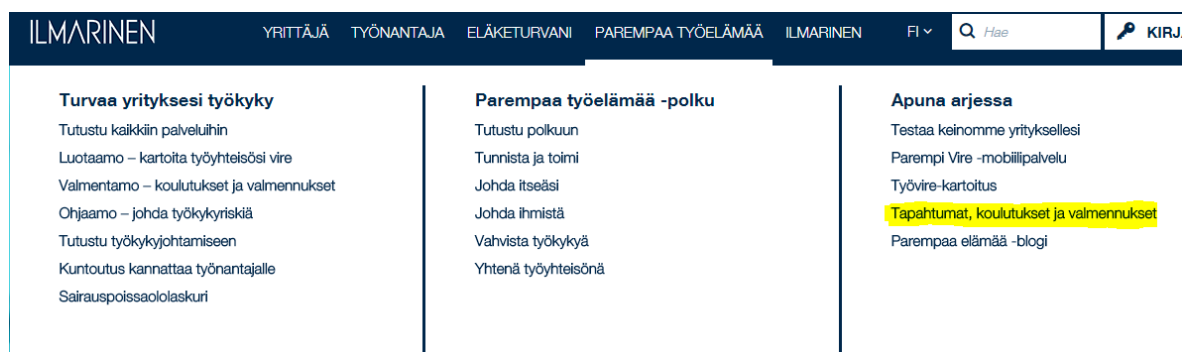 ILMARINEN
YRITTÄJÄ TYÖNANTAJA ELÄKETURVANI PAREMPAA TYÖELÄMÄÄ ILMARINEN FI Hae KIRJ
Turvaa yrityksesi työkyky
Tutustu kaikkiin palveluihin
Luotaamo – kartoita työyhteisösi vire
Valmentamo – koulutukset ja valmennukset
Ohjaamo – johda työkykyriskiä
Tutustu työkykyjohtamiseen
Kuntoutus kannattaa työnantajalle
Sairauspoissaololaskuri
Parempaa työelämää -polku
Tutustu polkuun
Tunnista ja toimi
Johda itseäsi
Johda ihmistä
Vahvista työkykyä
Yhtenä työyhteisönä
Apuna arjessa
Testaa keinomme yrityksellesi
Parempi Vire -mobiilipalvelu
Työvire-kartoitus
Tapahtumat, koulutukset ja valmennukset
Parempaa elämää -blogi